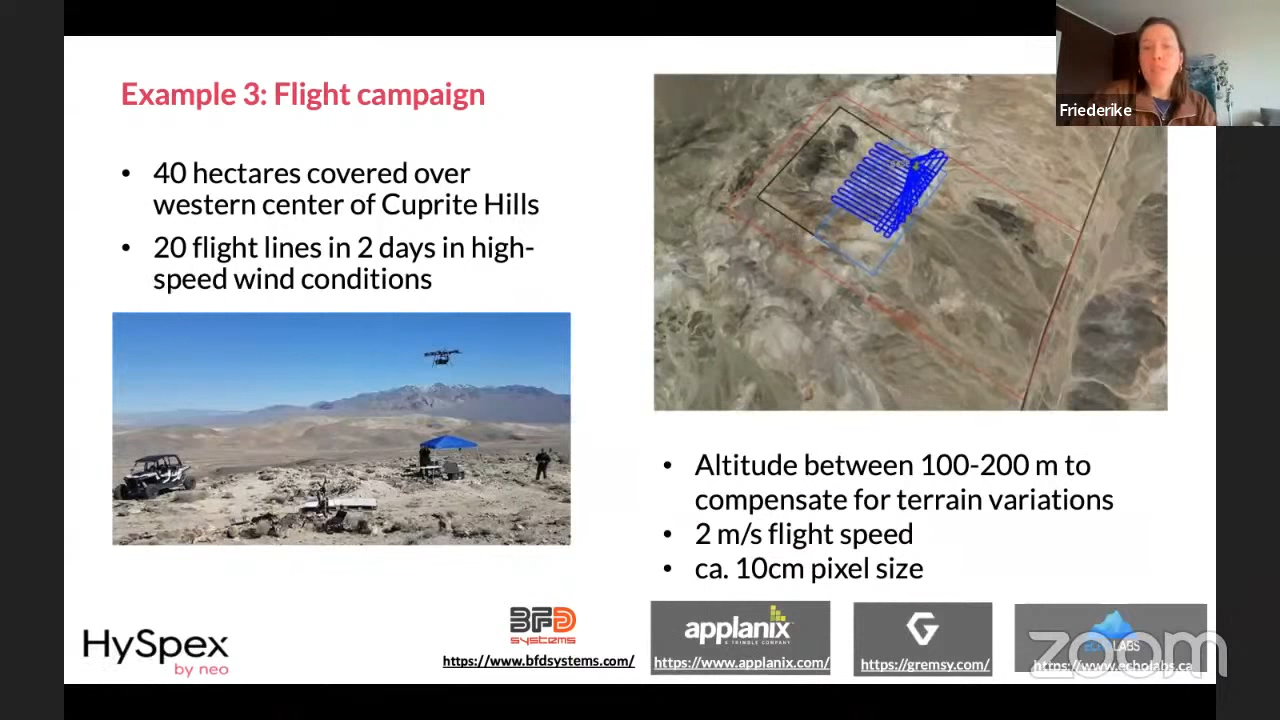 Example 3: Flight campaign
• 40 hectares covered over
western center of Cuprite Hills
• 20 flight lines in 2 days in high-
speed wind conditions
Friederike
• Altitude between 100-200 m to
compensate for terrain variations
• 2 m/s flight speed
• ca. 10cm pixel size
HySpex
by neo
BFD
systems
https://www.bfdsystems.com/
applanix
A TRIMBLE COMPANY
https://www.applanix.com/
https://gremsy.com/
ECHOLABS
https://www.echolabs.ca
zoom